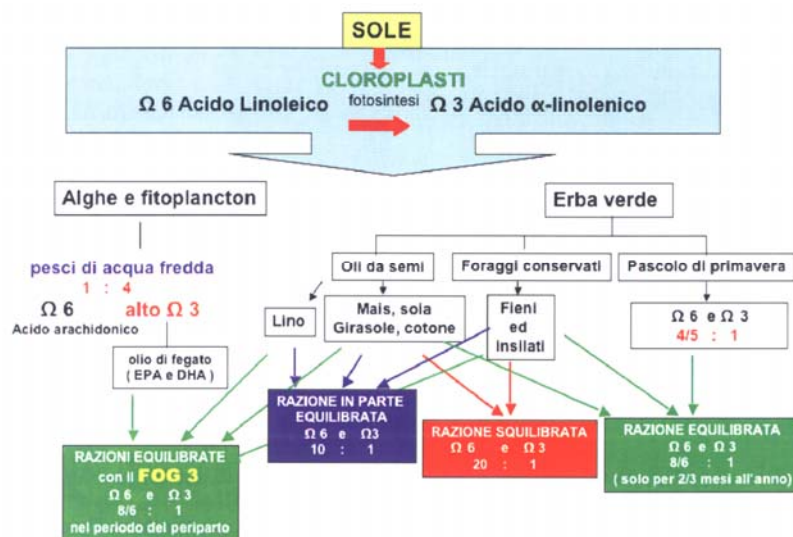 SOLE
CLOROPLASTI
Ω 6 Acido Linoleico fotosintesi Ω 3 Acido α-linolenico
Alghe e fitoplancton
Erba verde
pesci di acqua fredda
1 : 4
Ω 6 alto Ω 3
Acido arachidonico
olio di fegato
( EPA e DHA )
Oli da semi
Foraggi conservati
Pascolo di primavera
Lino
Mais, soia
Girasole, cotone
Fieni
ed
insilati
Ω 6 e Ω 3
4/5 : 1
RAZIONI EQUILIBRATE
con il FOG 3
Ω 6 e Ω 3
8/6 : 1
nel periodo del periparto
RAZIONE IN PARTE
EQUILIBRATA
Ω 6 e Ω3
10 : 1
RAZIONE SQUILIBRATA
Ω 6 e Ω 3
20 : 1
RAZIONE EQUILIBRATA
Ω 6 e Ω 3
8/6 : 1
( solo per 2/3 mesi all'anno)